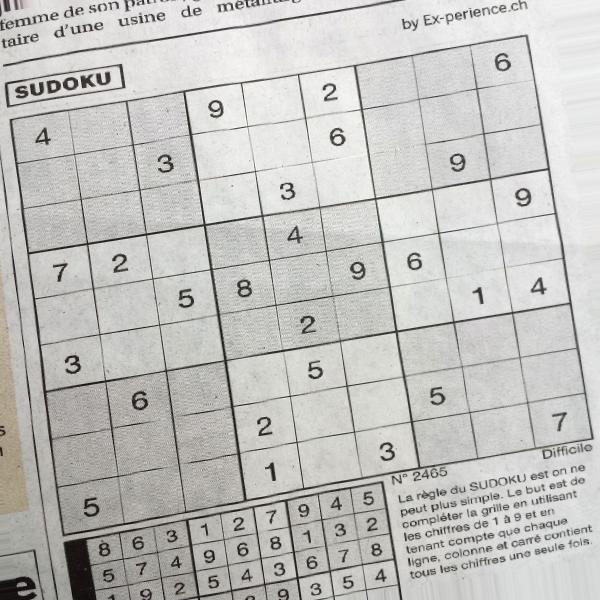 femme de son
taire d'une usine de
by Ex-perience.ch
SUDOKU
4 9 2 6
3 6
3 9
7 2 4 9
5 8 9 6
3 2 1 4
6 5
2 5
5 1 3 7
Difficile
N° 2465
La règle du SUDOKU est on ne
peut plus simple. Le but est de
compléter la grille en utilisant
les chiffres de 1 à 9 et en
tenant compte que chaque
ligne, colonne et carré contient
tous les chiffres une seule fois.
8 6 3 1 2 7 9 4 5
5 7 4 9 6 8 1 3 2
1 9 2 5 4 3 6 7 8
9 3 5 4